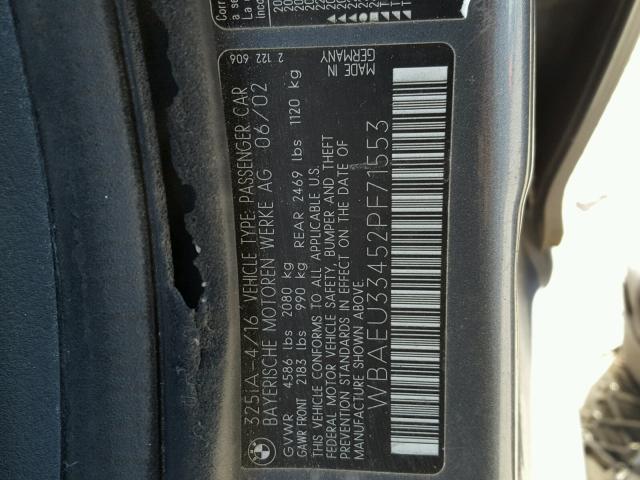 325iA-4/16 VEHICLE TYPE: PASSENGER CAR
2 122 606
BAYERISCHE MOTOREN WERKE AG 06/02
GVWR 4586 lbs 2080 kg
GAWR FRONT 2183 lbs 990 kg REAR 2469 lbs 1120 kg
THIS VEHICLE CONFORMS TO ALL APPLICABLE U.S.
FEDERAL MOTOR VEHICLE SAFETY, BUMPER AND THEFT
PREVENTION STANDARDS IN EFFECT ON THE DATE OF
MANUFACTURE SHOWN ABOVE.
MADE IN
GERMANY
WBAEU33452PF71553